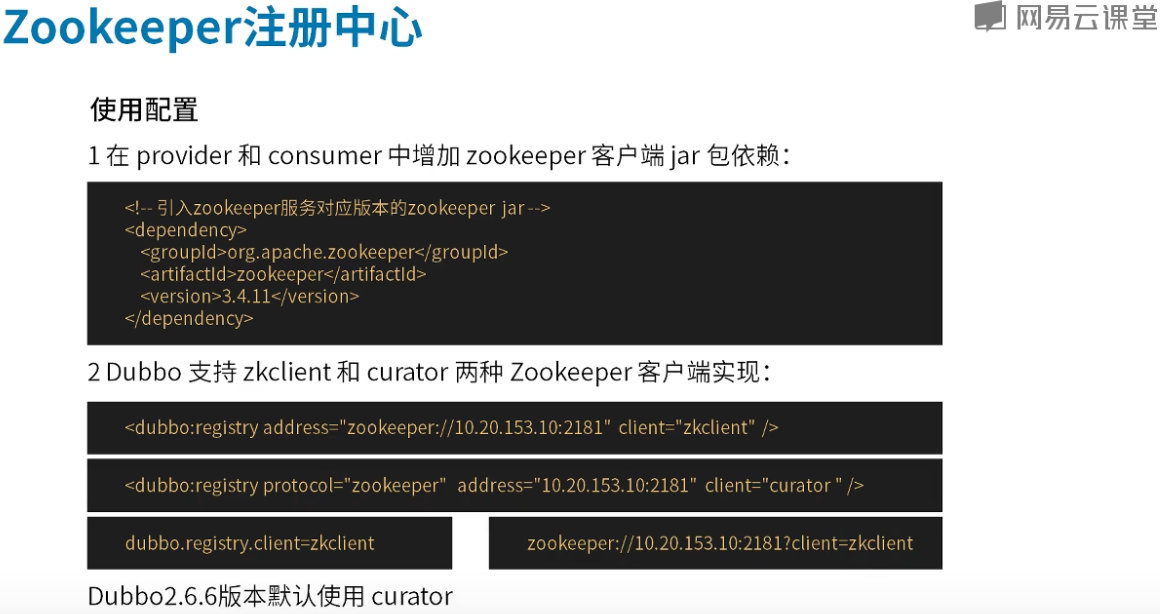 Zookeeper注册中心
网易云课堂
使用配置
1 在 provider 和 consumer 中增加 zookeeper 客户端 jar 包依赖：
<!-- 引入zookeeper服务对应版本的zookeeper jar -->
<dependency>
<groupId>org.apache.zookeeper</groupId>
<artifactId>zookeeper</artifactId>
<version>3.4.11</version>
</dependency>
2 Dubbo 支持 zkclient 和 curator 两种 Zookeeper 客户端实现：
<dubbo:registry address="zookeeper://10.20.153.10:2181" client="zkclient" />
<dubbo:registry protocol="zookeeper" address="10.20.153.10:2181" client="curator " />
dubbo.registry.client=zkclient
zookeeper://10.20.153.10:2181?client=zkclient
Dubbo2.6.6版本默认使用 curator